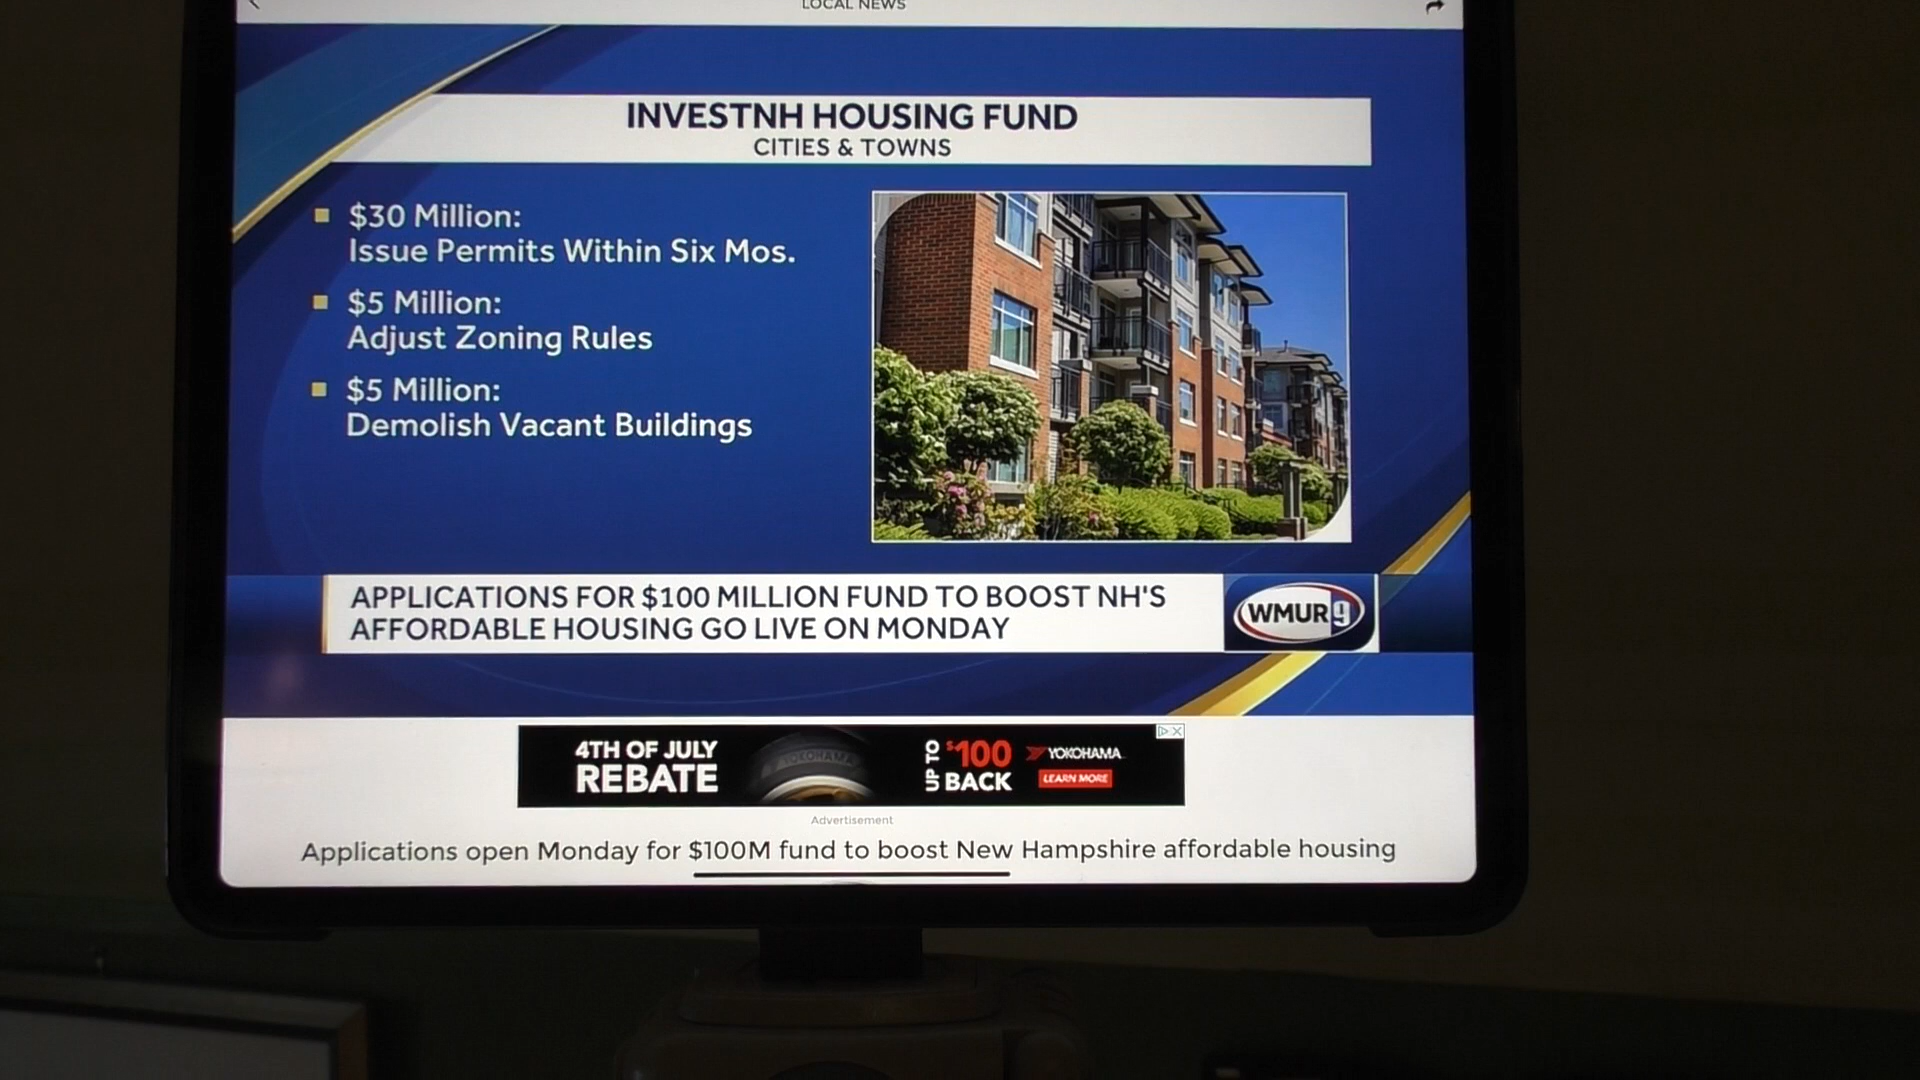 LOCAL NEWS
INVESTNH HOUSING FUND
CITIES & TOWNS
$30 Million:
Issue Permits Within Six Mos.
$5 Million:
Adjust Zoning Rules
$5 Million:
Demolish Vacant Buildings
APPLICATIONS FOR $100 MILLION FUND TO BOOST NH'S
AFFORDABLE HOUSING GO LIVE ON MONDAY
WMUR 9
4TH OF JULY
REBATE
YOKOHAMA
UP TO
$100
BACK
YOKOHAMA
LEARN MORE
Advertisement
Applications open Monday for $100M fund to boost New Hampshire affordable housing